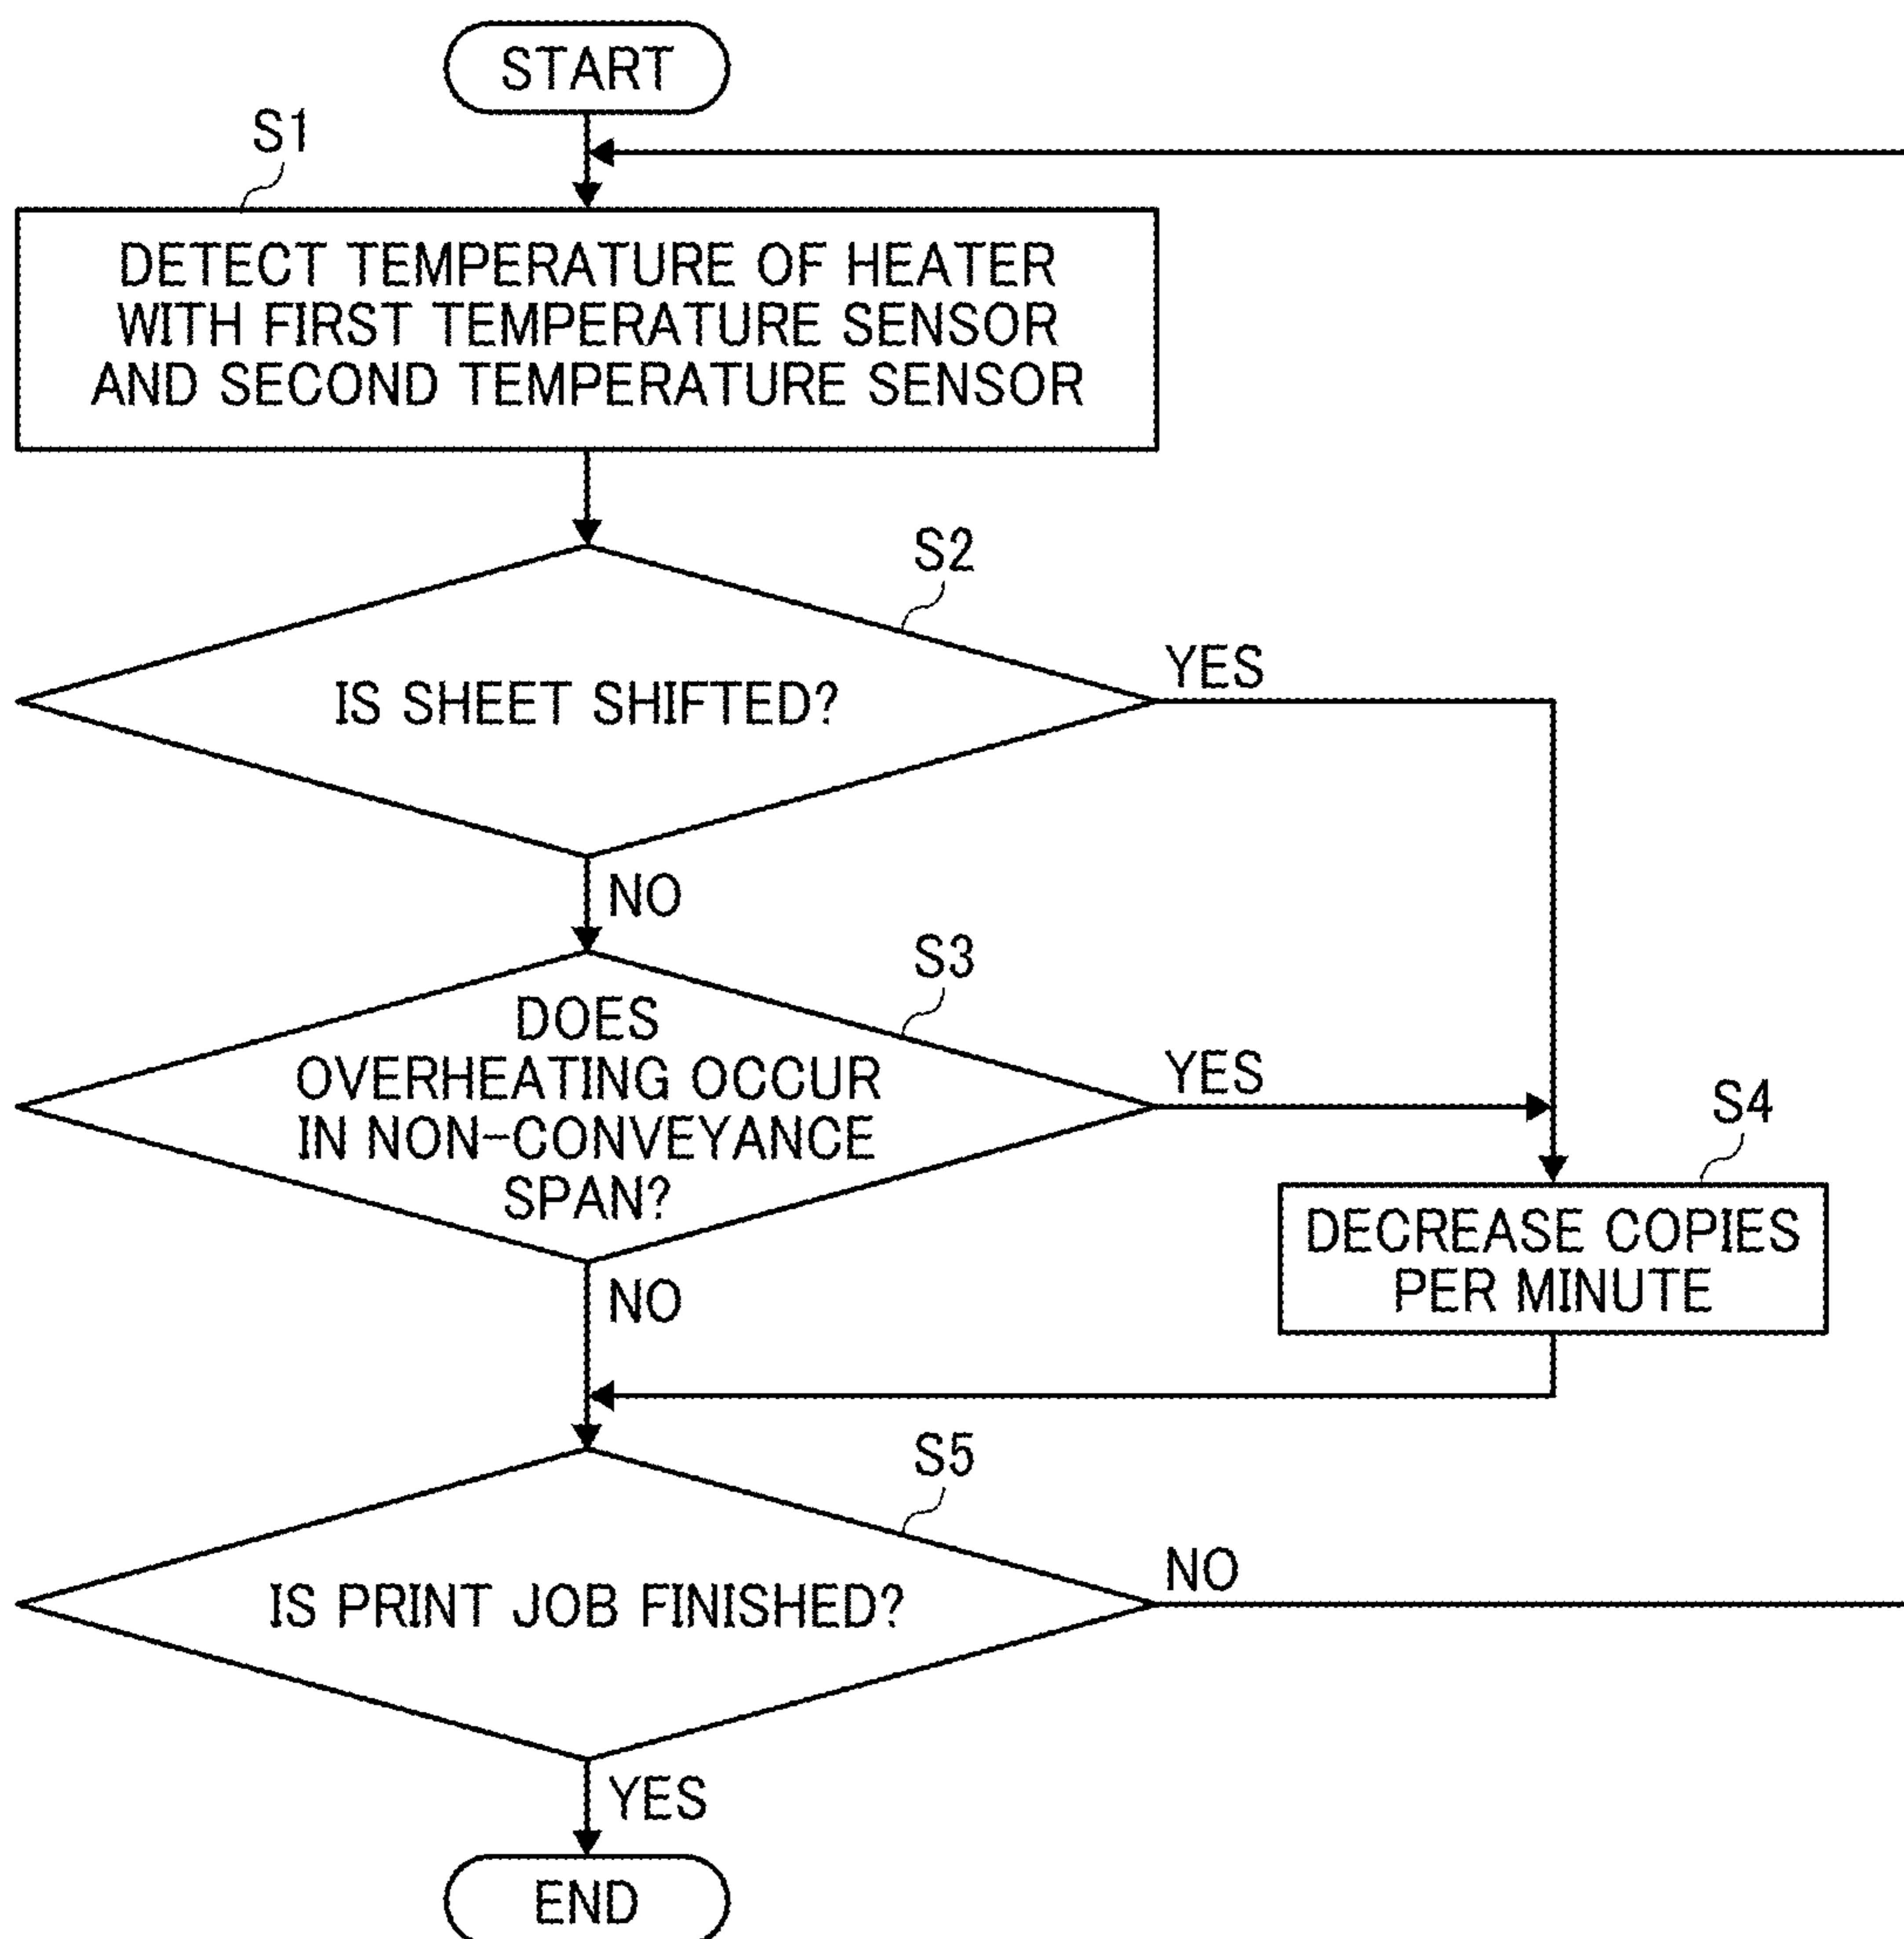 START
S1
DETECT TEMPERATURE OF HEATER
WITH FIRST TEMPERATURE SENSOR
AND SECOND TEMPERATURE SENSOR
S2
IS SHEET SHIFTED?
YES
NO
S3
DOES
OVERHEATING OCCUR
IN NON-CONVEYANCE
SPAN?
YES
S4
DECREASE COPIES
PER MINUTE
NO
S5
IS PRINT JOB FINISHED?
NO
YES
END